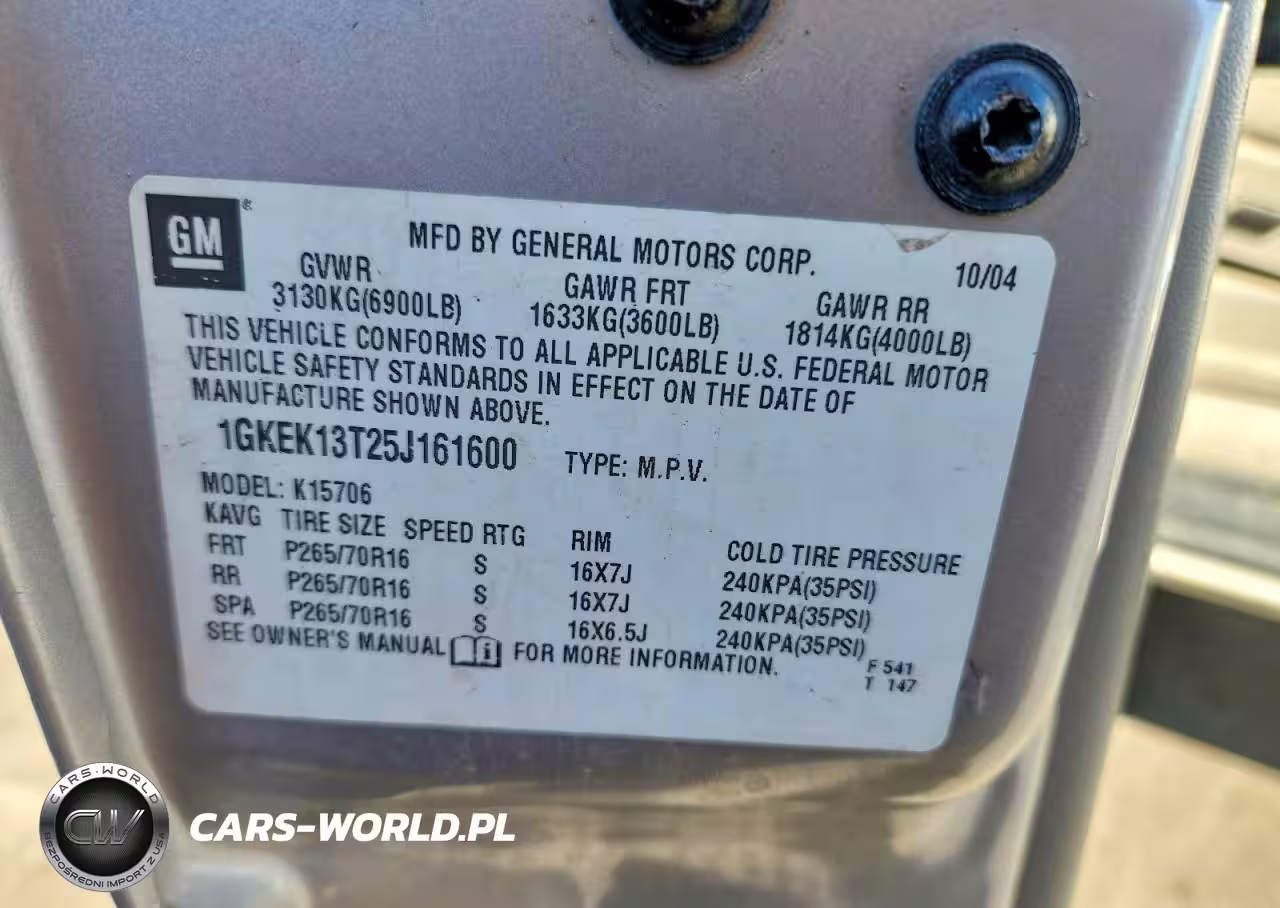 GM®
MFD BY GENERAL MOTORS CORP.
10/04
GVWR GAWR FRT GAWR RR
3130KG(6900LB) 1633KG(3600LB) 1814KG(4000LB)
THIS VEHICLE CONFORMS TO ALL APPLICABLE U.S. FEDERAL MOTOR
VEHICLE SAFETY STANDARDS IN EFFECT ON THE DATE OF
MANUFACTURE SHOWN ABOVE.
1GKEK13T25J161600 TYPE: M.P.V.
MODEL: K15706
KAVG TIRE SIZE SPEED RTG RIM COLD TIRE PRESSURE
FRT P265/70R16 S 16X7J 240KPA(35PSI)
RR P265/70R16 S 16X7J 240KPA(35PSI)
SPA P265/70R16 S 16X6.5J 240KPA(35PSI)
SEE OWNER'S MANUAL i FOR MORE INFORMATION.
F 541
T 147
CARS-WORLD
CW
BEZPOŚREDNI IMPORT Z USA
CARS-WORLD.PL